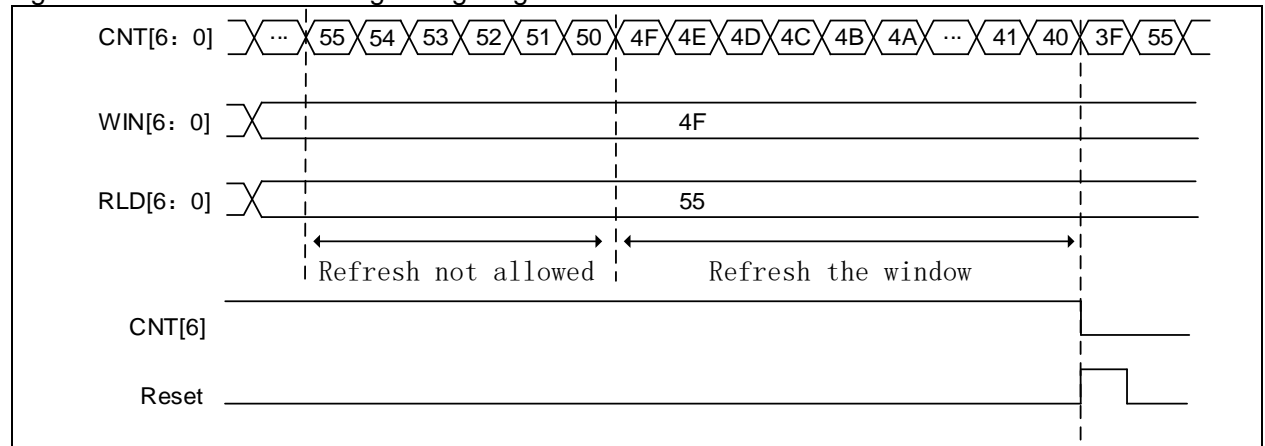 CNT[6：0] ... 55 54 53 52 51 50 4F 4E 4D 4C 4B 4A ... 41 40 3F 55
WIN[6：0] 4F
RLD[6：0] 55
Refresh not allowed Refresh the window
CNT[6]
Reset